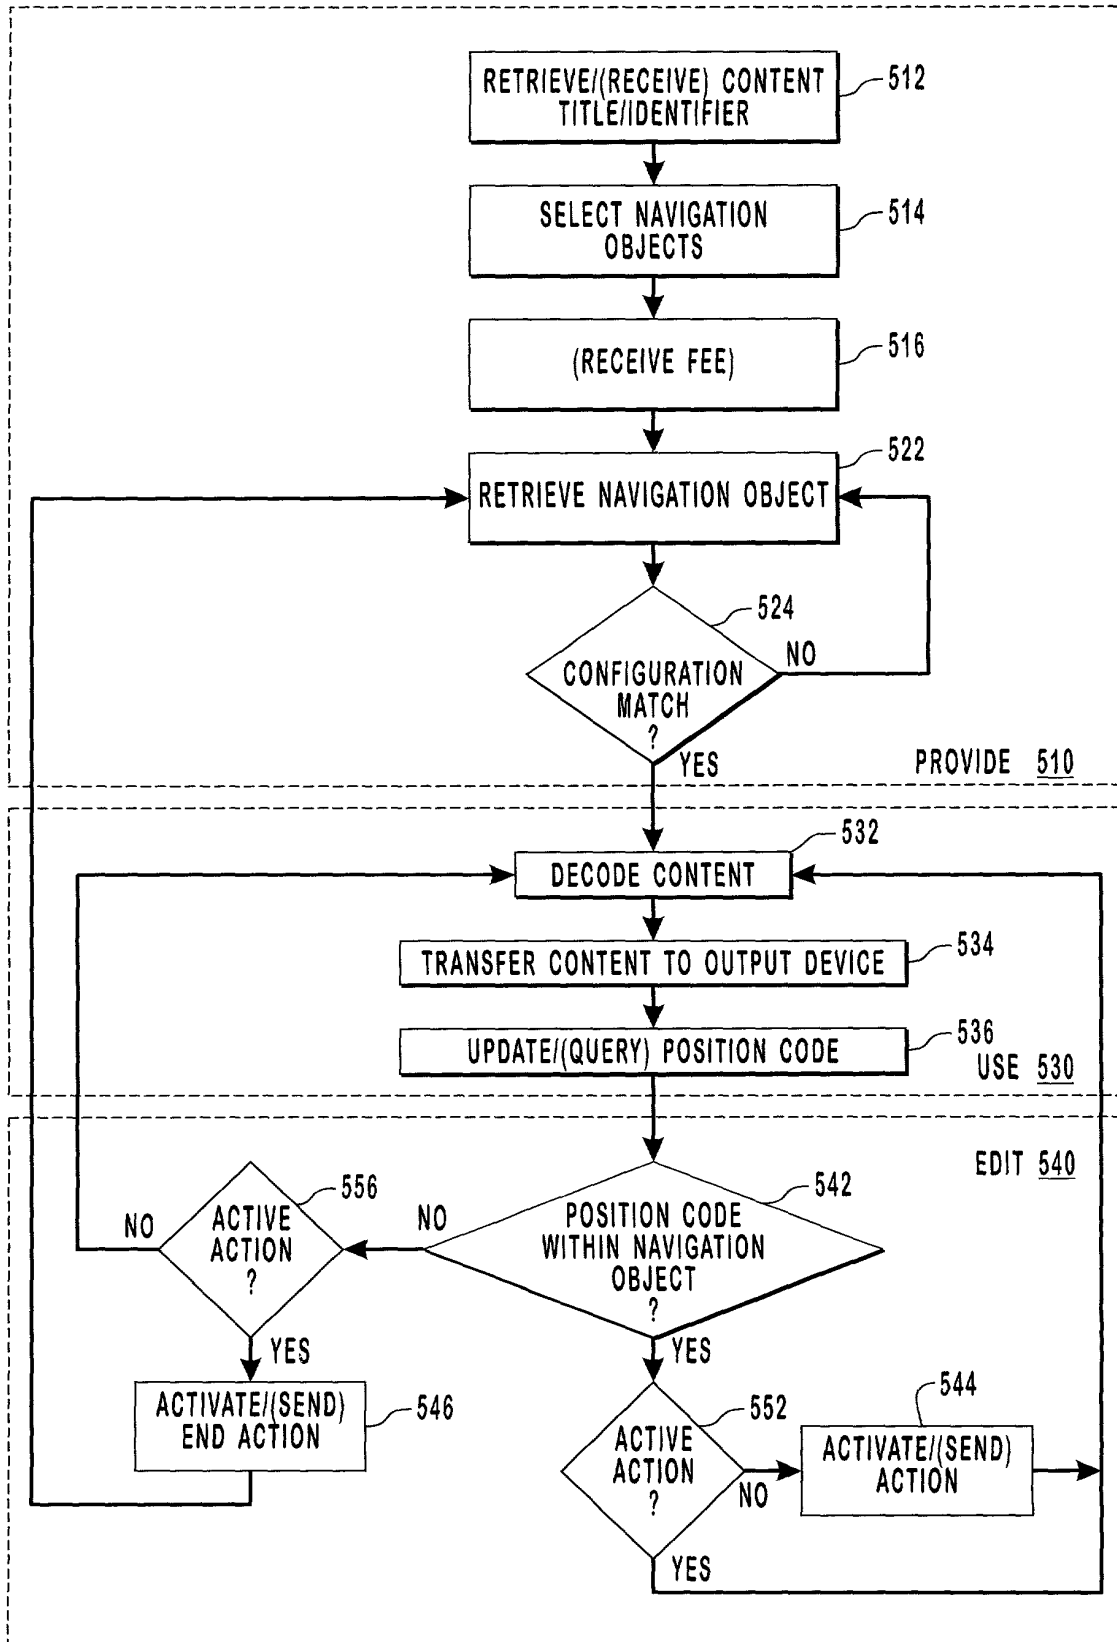 RETRIEVE/(RECEIVE) CONTENT
TITLE/IDENTIFIER
512
SELECT NAVIGATION
OBJECTS
514
(RECEIVE FEE)
516
522
RETRIEVE NAVIGATION OBJECT
524
CONFIGURATION
MATCH
?
NO
YES
PROVIDE 510
532
DECODE CONTENT
TRANSFER CONTENT TO OUTPUT DEVICE
534
UPDATE/(QUERY) POSITION CODE
536
USE 530
EDIT 540
542
POSITION CODE
WITHIN NAVIGATION
OBJECT
?
NO
YES
556
ACTIVE
ACTION
?
NO
YES
ACTIVATE/(SEND)
END ACTION
546
552
ACTIVE
ACTION
?
NO
YES
544
ACTIVATE/(SEND)
ACTION